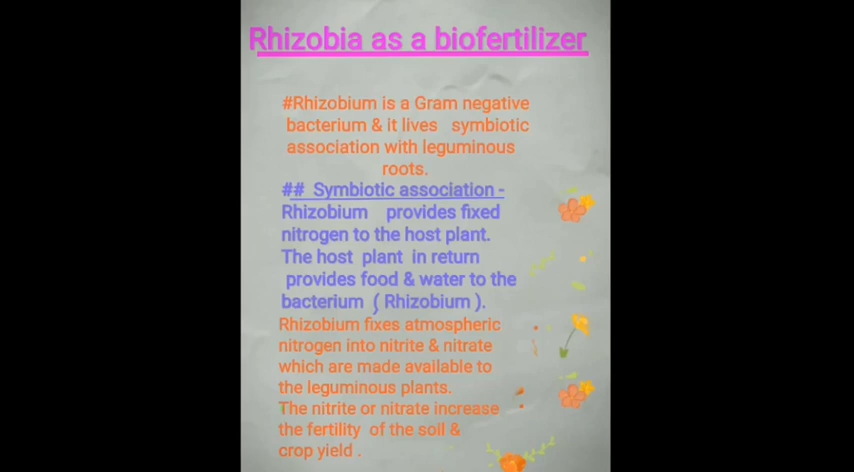 Rhizobia as a biofertilizer
#Rhizobium is a Gram negative
bacterium & it lives symbiotic
association with leguminous
roots.
## Symbiotic association -
Rhizobium provides fixed
nitrogen to the host plant.
The host plant in return
provides food & water to the
bacterium ( Rhizobium ).
Rhizobium fixes atmospheric
nitrogen into nitrite & nitrate
which are made available to
the leguminous plants.
The nitrite or nitrate increase
the fertility of the soil &
crop yield .